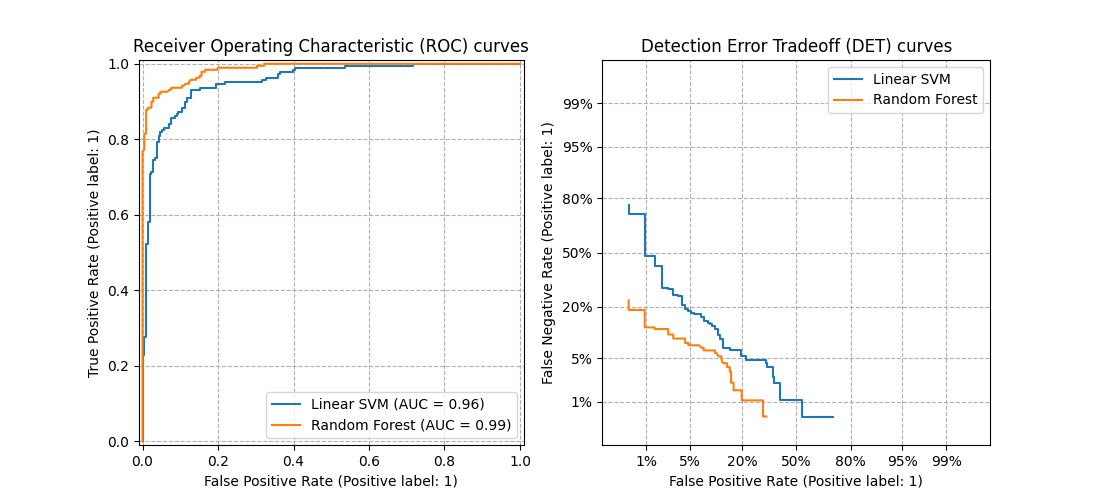 Receiver Operating Characteristic (ROC) curves
True Positive Rate (Positive label: 1)
1.0
0.8
0.6
0.4
0.2
0.0
Linear SVM (AUC = 0.96)
Random Forest (AUC = 0.99)
0.0 0.2 0.4 0.6 0.8 1.0
False Positive Rate (Positive label: 1)
Detection Error Tradeoff (DET) curves
False Negative Rate (Positive label: 1)
Linear SVM
Random Forest
99%
95%
80%
50%
20%
5%
1%
1% 5% 20% 50% 80% 95% 99%
False Positive Rate (Positive label: 1)